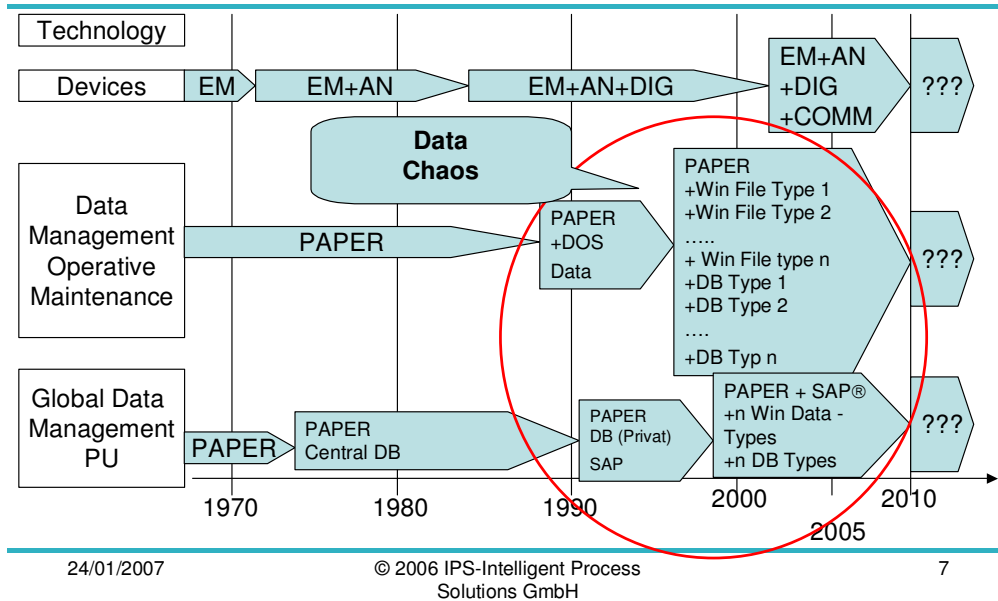 Technology
Devices
EM
EM+AN
EM+AN+DIG
EM+AN
+DIG
+COMM
???
Data
Chaos
Data
Management
Operative
Maintenance
PAPER
PAPER
+DOS
Data
PAPER
+Win File Type 1
+Win File Type 2
.....
+ Win File type n
+DB Type 1
+DB Type 2
....
+DB Typ n
???
Global Data
Management
PU
PAPER
PAPER
Central DB
PAPER
DB (Privat)
SAP
PAPER + SAP®
+n Win Data -
Types
+n DB Types
???
1970
1980
1990
2000
2005
2010
24/01/2007
© 2006 IPS-Intelligent Process
Solutions GmbH
7